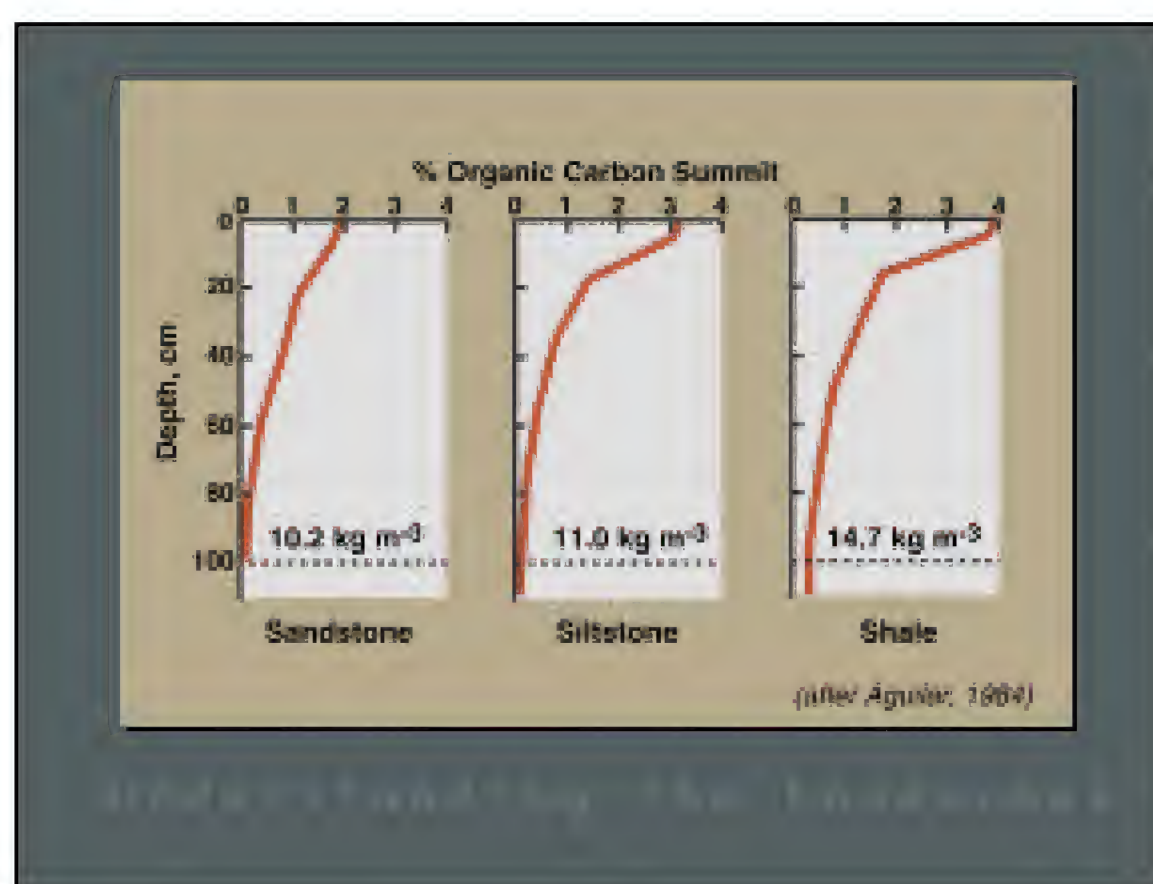 % Organic Carbon Summit
0 1 2 3 4 0 1 2 3 4 0 1 2 3 4
0
20
40
60
80
100
Depth, cm
10.2 kg m-3 11.0 kg m-3 14.7 kg m-3
Sandstone Siltstone Shale
(after Aguilar, 1984)